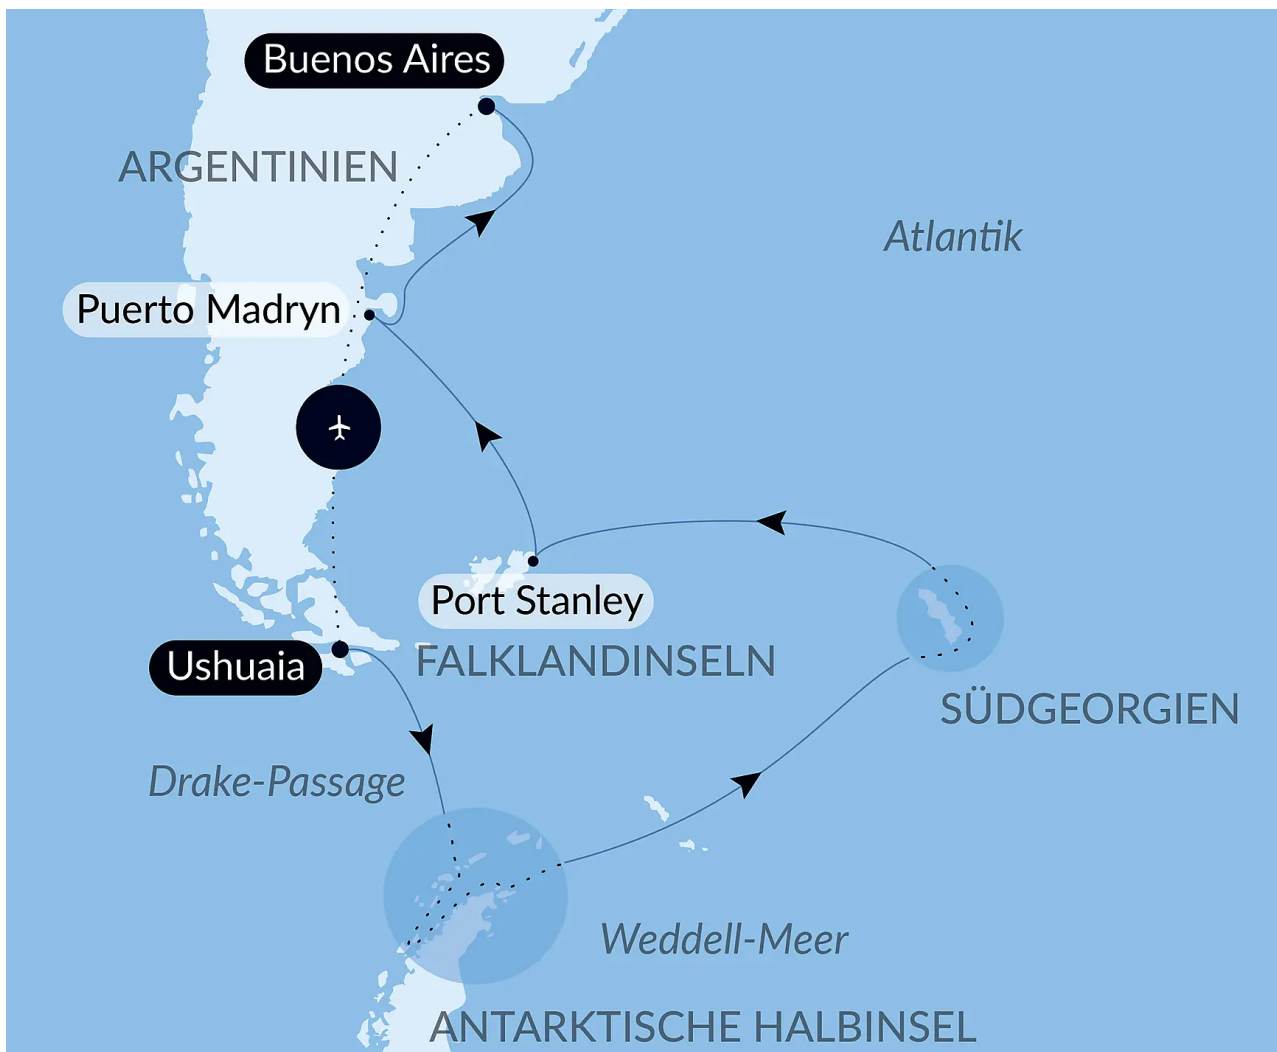 Buenos Aires
ARGENTINIEN
Atlantik
Puerto Madryn
Port Stanley
FALKLANDINSELN
Ushuaia
SÜDGEORGIEN
Drake-Passage
Weddell-Meer
ANTARKTISCHE HALBINSEL